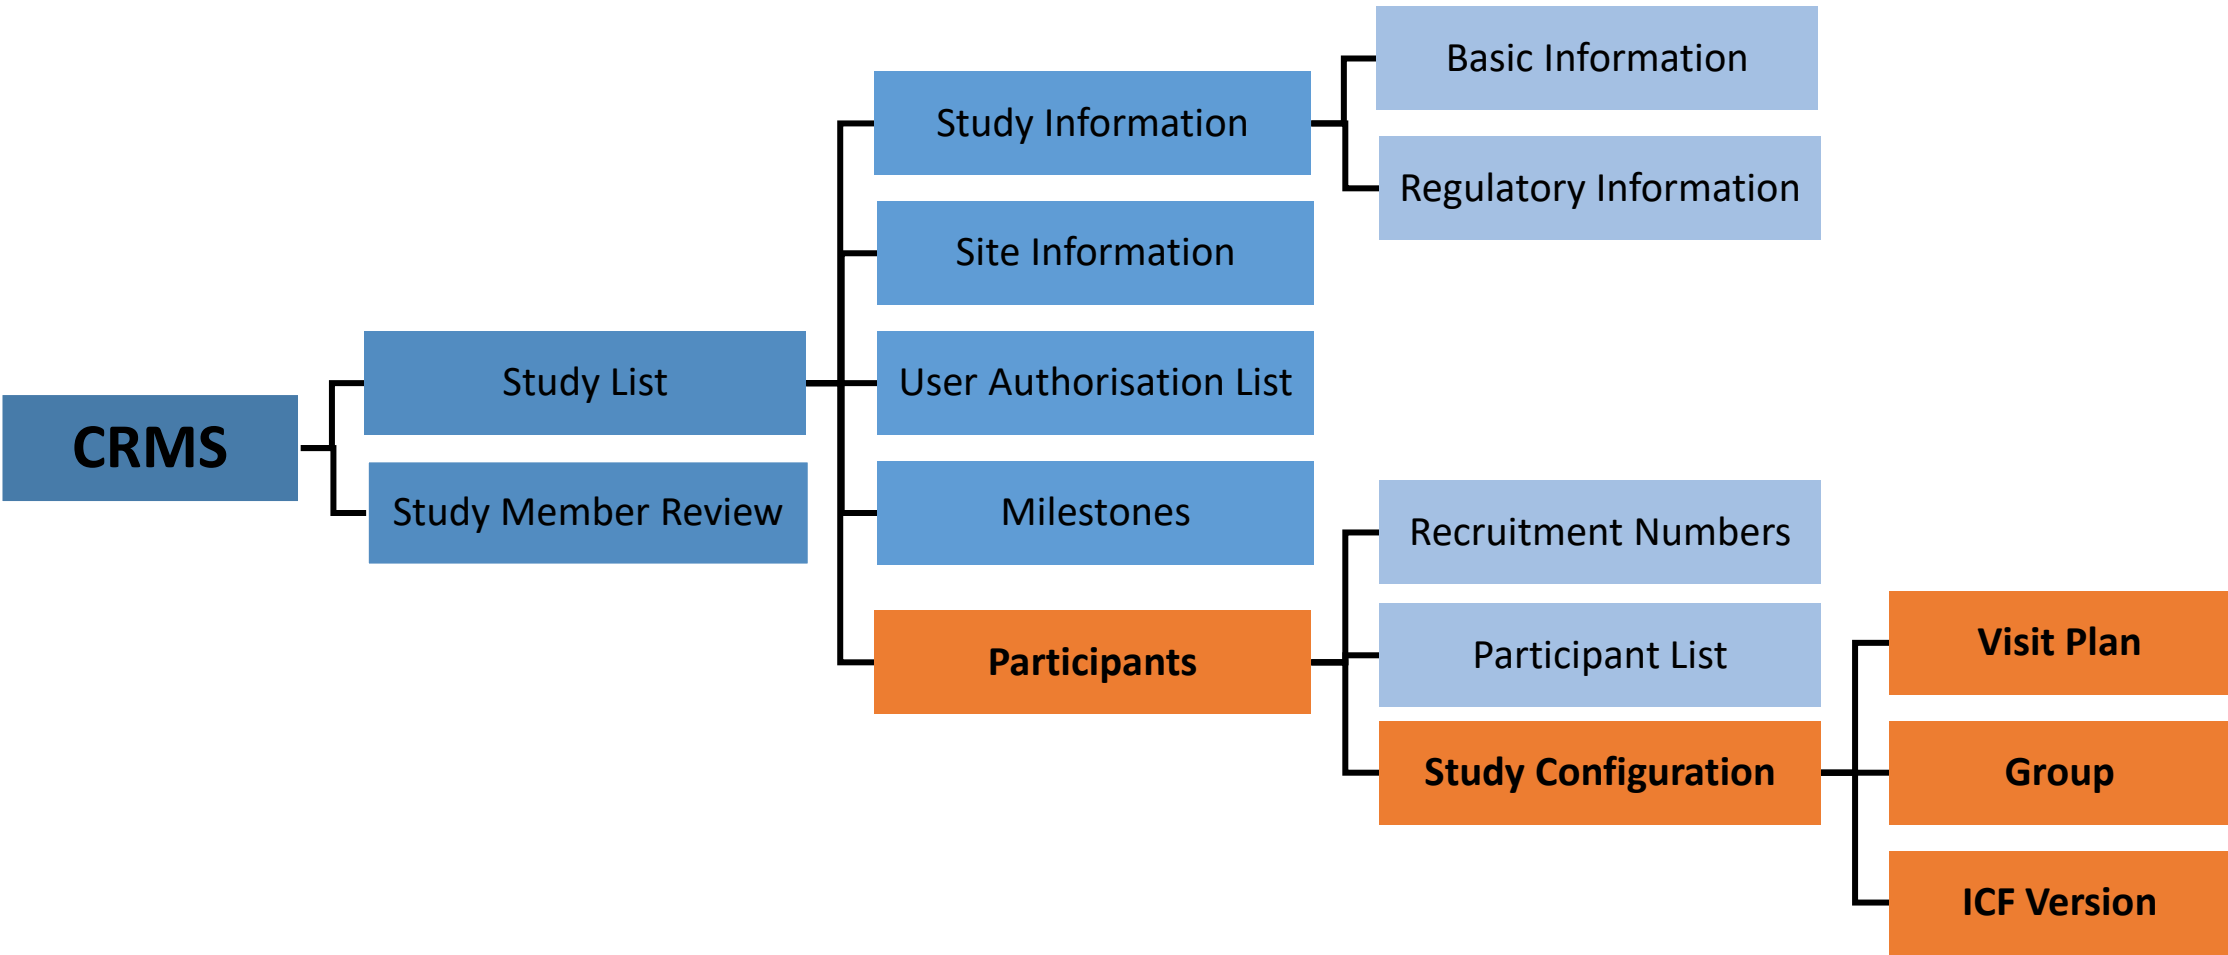 CRMS
Study List
Study Member Review
Study Information
Site Information
User Authorisation List
Milestones
Participants
Basic Information
Regulatory Information
Recruitment Numbers
Participant List
Study Configuration
Visit Plan
Group
ICF Version